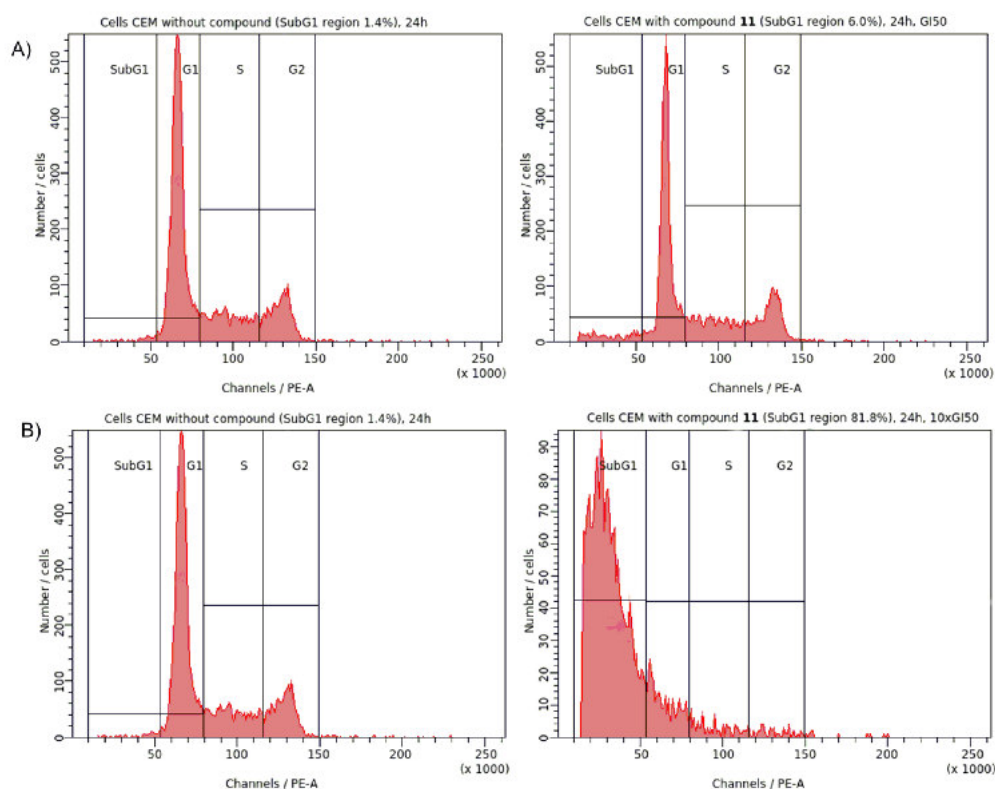 A)
Cells CEM without compound (SubG1 region 1.4%), 24h
Number / cells
500
400
300
200
100
0
SubG1 G1 S G2
50 100 150 200 250
(x 1000)
Channels / PE-A
Cells CEM with compound 11 (SubG1 region 6.0%), 24h, GI50
Number / cells
500
400
300
200
100
0
SubG1 G1 S G2
50 100 150 200 250
(x 1000)
Channels / PE-A
B)
Cells CEM without compound (SubG1 region 1.4%), 24h
Number / cells
500
400
300
200
100
0
SubG1 G1 S G2
50 100 150 200 250
(x 1000)
Channels / PE-A
Cells CEM with compound 11 (SubG1 region 81.8%), 24h, 10xGI50
Number / cells
90
80
70
60
50
40
30
20
10
0
SubG1 G1 S G2
50 100 150 200 250
(x 1000)
Channels / PE-A